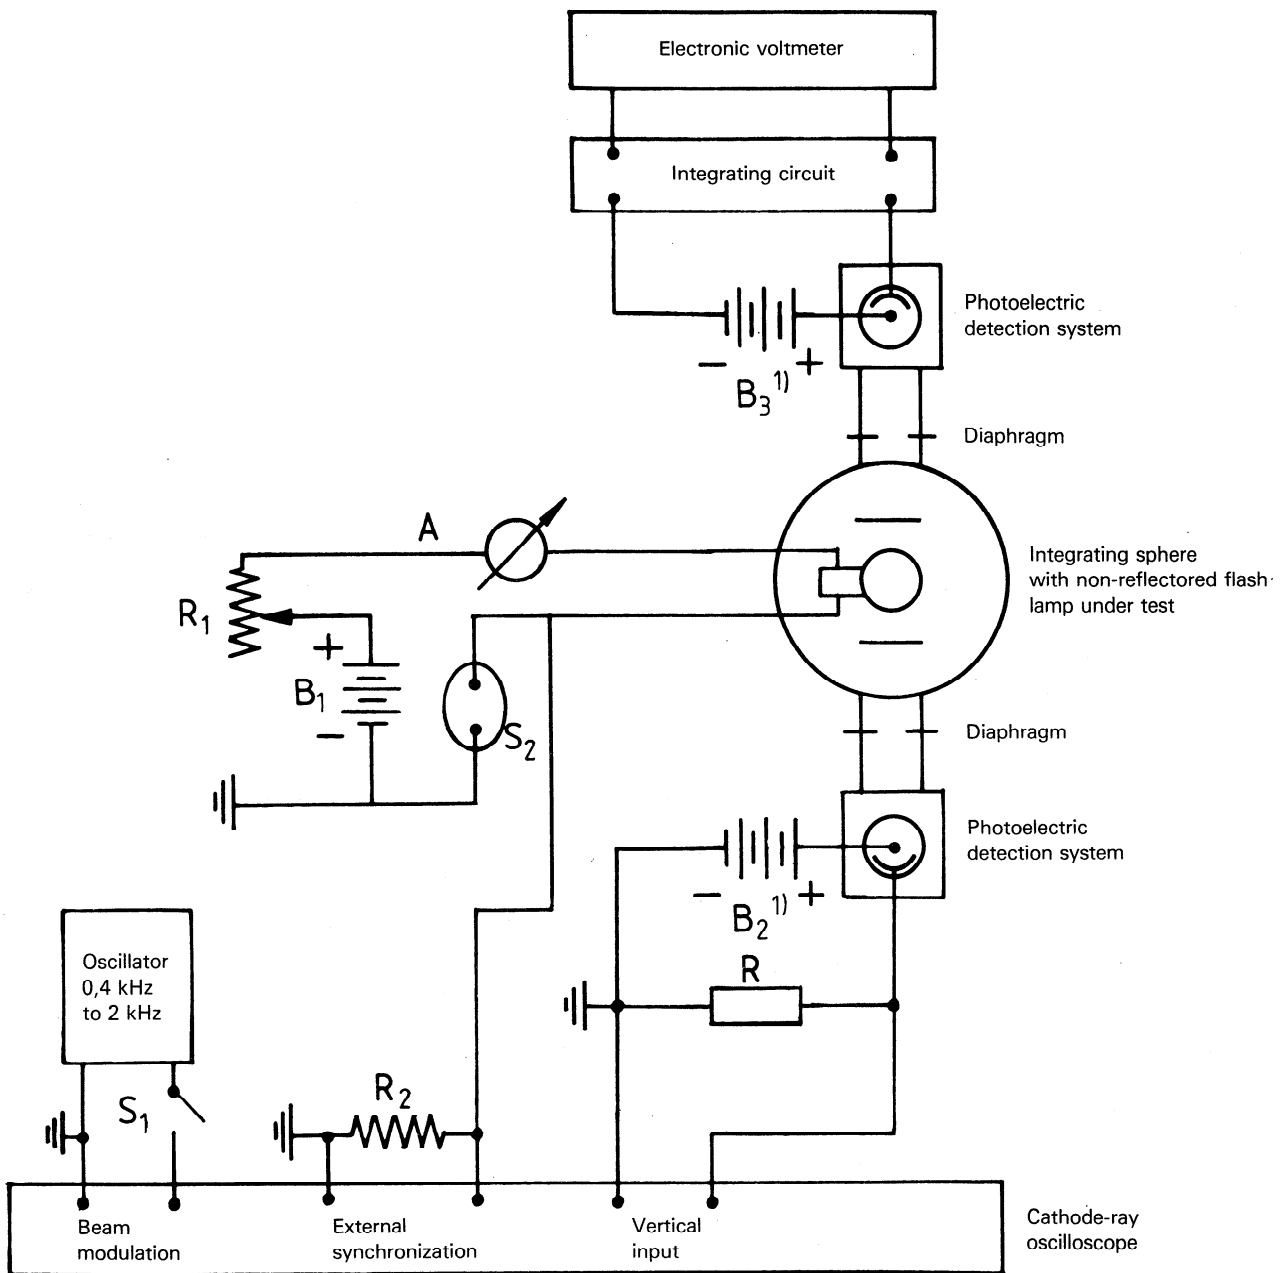 Electronic voltmeter
Integrating circuit
Photoelectric
detection system
− +
B3 1)
Diaphragm
A
Integrating sphere
with non-reflectored flash-
lamp under test
R1
+
B1
−
S2
Diaphragm
Photoelectric
detection system
− +
B2 1)
R
Oscillator
0,4 kHz
to 2 kHz
S1
R2
Beam
modulation
External
synchronization
Vertical
input
Cathode-ray
oscilloscope